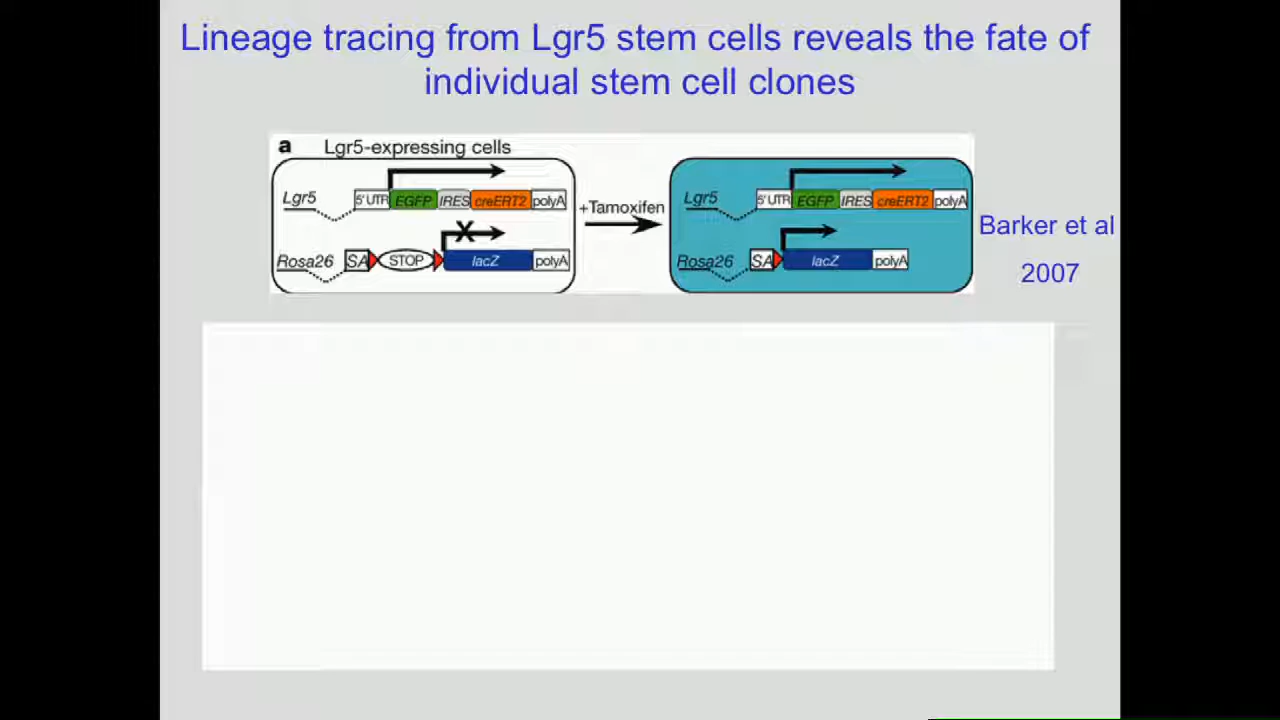 Lineage tracing from Lgr5 stem cells reveals the fate of
individual stem cell clones
a Lgr5-expressing cells
Lgr5 5' UTR EGFP IRES creERT2 polyA
X
Rosa26 SA STOP lacZ polyA
+Tamoxifen
Lgr5 5' UTR EGFP IRES creERT2 polyA
Rosa26 SA lacZ polyA
Barker et al
2007